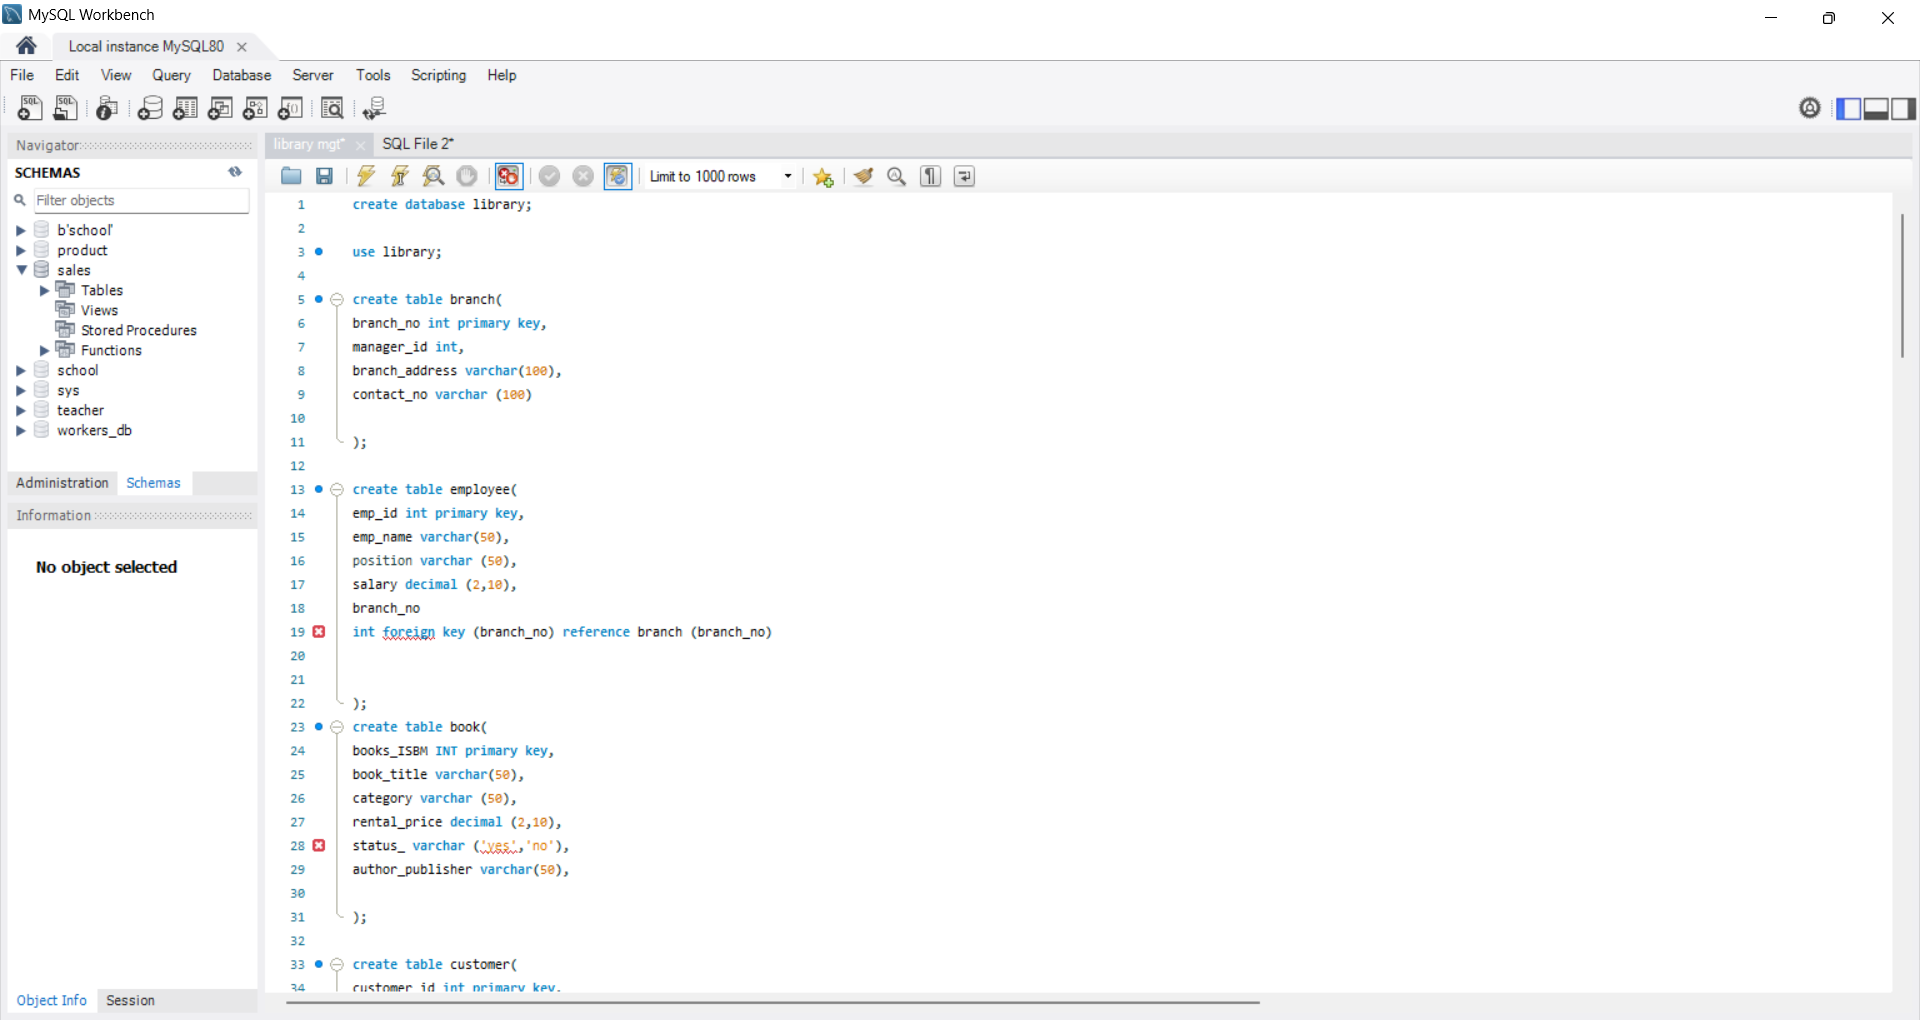 MySQL Workbench
Local instance MySQL80
File Edit View Query Database Server Tools Scripting Help
Navigator
SCHEMAS
Filter objects
b'school'
product
sales
Tables
Views
Stored Procedures
Functions
school
sys
teacher
workers_db
Administration Schemas
Information
No object selected
Object Info Session
library mgt* SQL File 2*
Limit to 1000 rows
1 create database library;
2
3 use library;
4
5 create table branch(
6 branch_no int primary key,
7 manager_id int,
8 branch_address varchar(100),
9 contact_no varchar (100)
10
11 );
12
13 create table employee(
14 emp_id int primary key,
15 emp_name varchar(50),
16 position varchar (50),
17 salary decimal (2,10),
18 branch_no
19 int foreign key (branch_no) reference branch (branch_no)
20
21
22 );
23 create table book(
24 books_ISBM INT primary key,
25 book_title varchar(50),
26 category varchar (50),
27 rental_price decimal (2,10),
28 status_ varchar ('yes','no'),
29 author_publisher varchar(50),
30
31 );
32
33 create table customer(
34 customer_id int primary key,